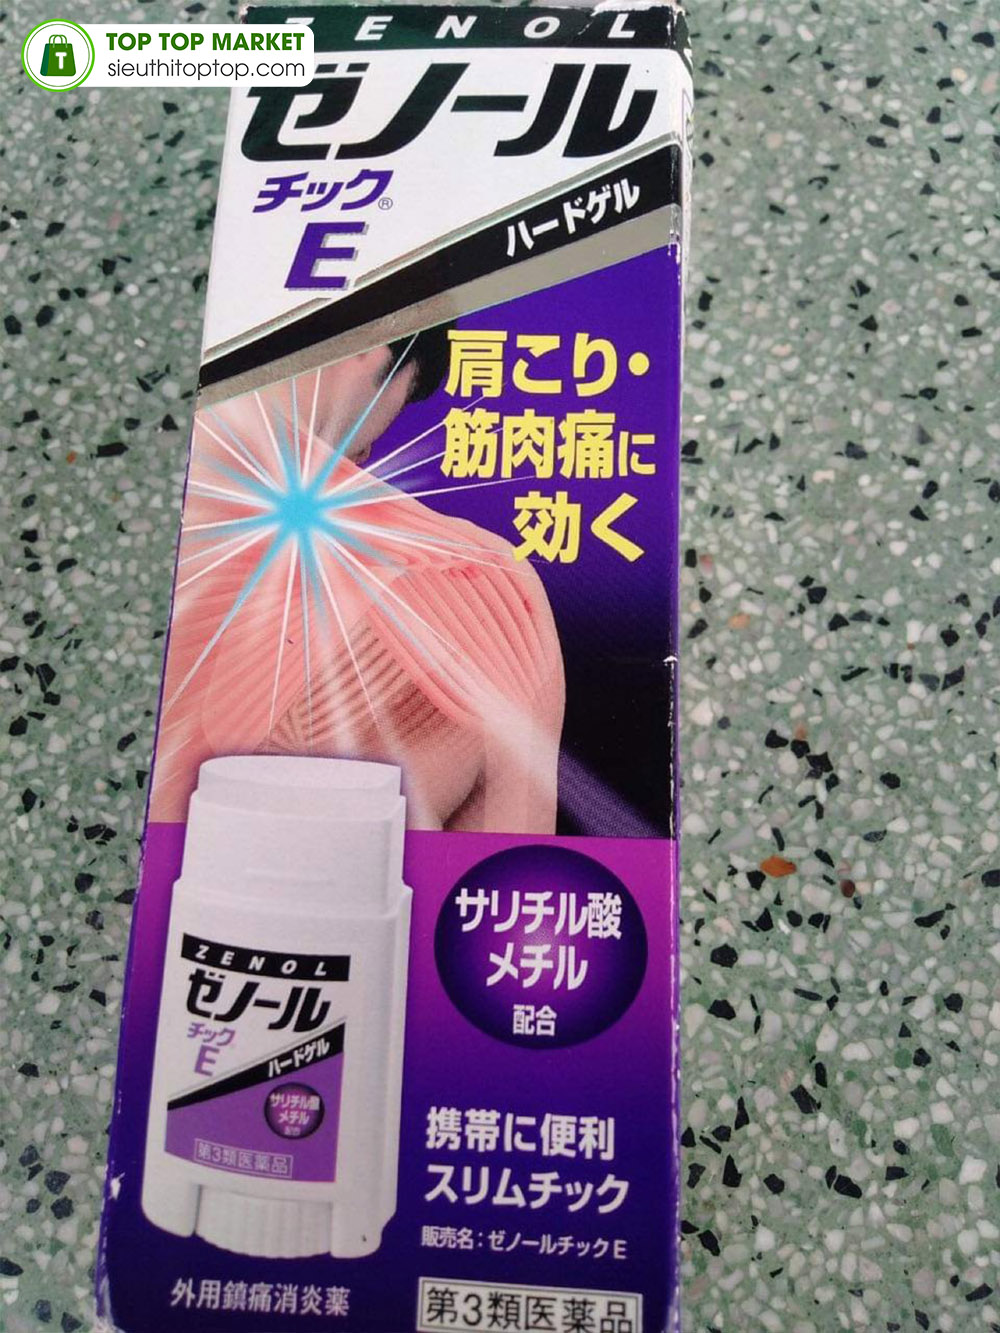 TOP TOP MARKET
sieuthitoptop.com
ZENOL
ゼノール
チック®
E
ハードゲル
肩こり・
筋肉痛に
効く
サリチル酸
メチル
配合
ZENOL
ゼノール
チック
E
ハードゲル
サリチル酸
メチル
配合
第3類医薬品
携帯に便利
スリムチック
販売名：ゼノールチックE
外用鎮痛消炎薬
第3類医薬品